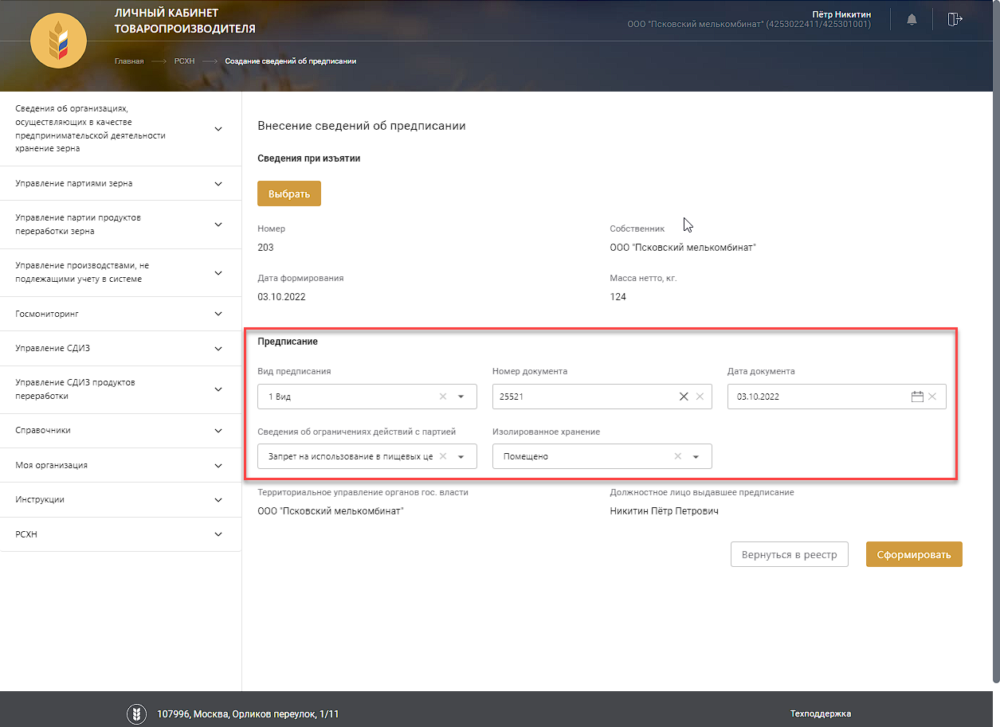 ЛИЧНЫЙ КАБИНЕТ
ТОВАРОПРОИЗВОДИТЕЛЯ
Пётр Никитин
ООО "Псковский мелькомбинат" (4253022411/425301001)
Главная РСХН Создание сведений об предписании
Сведения об организациях,
осуществляющих в качестве
предпринимательской деятельности
хранение зерна
Управление партиями зерна
Управление партии продуктов
переработки зерна
Управление производствами, не
подлежащими учету в системе
Госмониторинг
Управление СДИЗ
Управление СДИЗ продуктов
переработки
Справочники
Моя организация
Инструкции
РСХН
Внесение сведений об предписании
Сведения при изъятии
Выбрать
Номер Собственник
203 ООО "Псковский мелькомбинат"
Дата формирования Масса нетто, кг.
03.10.2022 124
Предписание
Вид предписания Номер документа Дата документа
1 Вид 25521 03.10.2022
Сведения об ограничениях действий с партией Изолированное хранение
Запрет на использование в пищевых це Помещено
Территориальное управление органов гос. власти Должностное лицо выдавшее предписание
ООО "Псковский мелькомбинат" Никитин Пётр Петрович
Вернуться в реестр Сформировать
107996, Москва, Орликов переулок, 1/11 Техподдержка